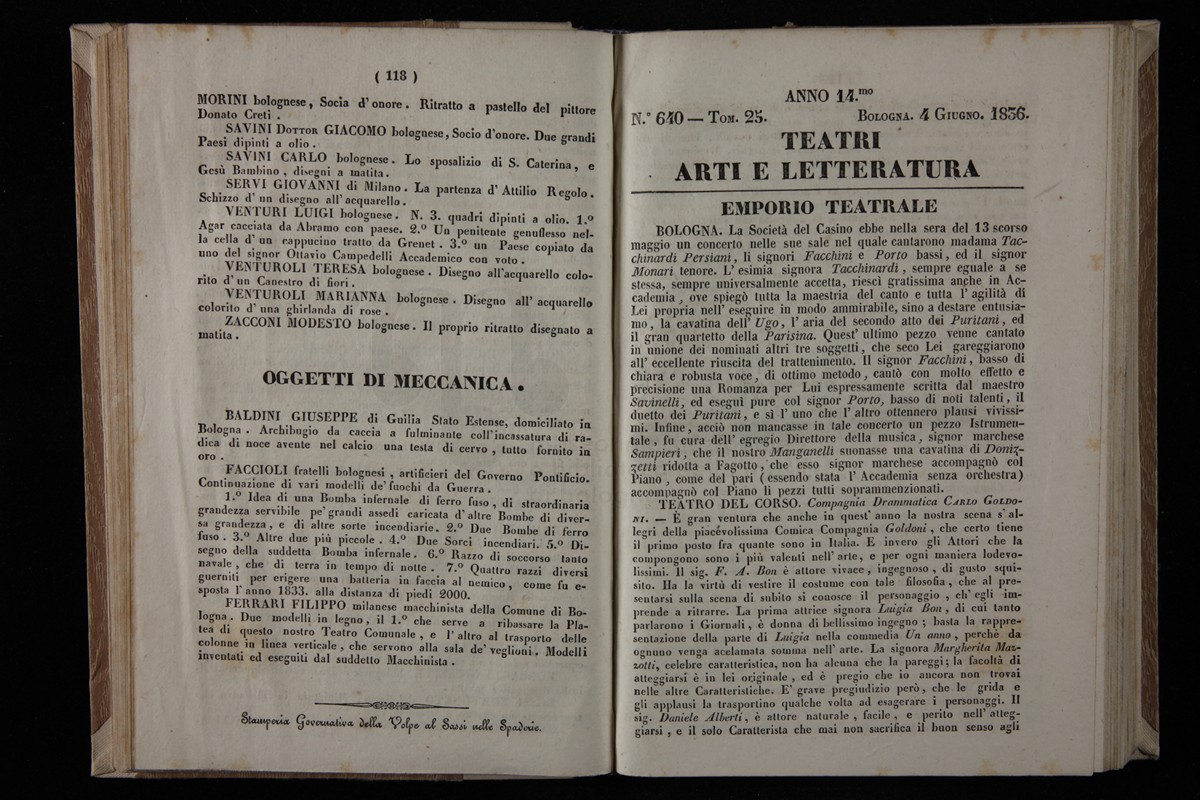 ( 118 )
MORINI bolognese, Socia d'onore. Ritratto a pastello del pittore
Donato Creti.
SAVINI DOTTOR GIACOMO bolognese, Socio d'onore. Due grandi
Paesi dipinti a olio.
SAVINI CARLO bolognese. Lo sposalizio di S. Caterina, e
Gesù Bambino, disegni a matita.
SERVI GIOVANNI di Milano. La partenza d'Attilio Regolo.
Schizzo d'un disegno all'acquarello.
VENTURI LUIGI bolognese. N. 3. quadri dipinti a olio. 1.º
Agar cacciata da Abramo con paese. 2.º Un penitente genuflesso nel-
la cella d'un cappucino tratto da Grenet. 3.º un Paese copiato da
uno del signor Ottavio Campedelli Accademico con voto.
VENTUROLI TERESA bolognese. Disegno all'acquarello colo-
rito d'un Canestro di fiori.
VENTUROLI MARIANNA bolognese. Disegno all'acquarello
colorito d'una ghirlanda di rose.
ZACCONI MODESTO bolognese. Il proprio ritratto disegnato a
matita.
OGGETTI DI MECCANICA.
BALDINI GIUSEPPE di Guilia Stato Estense, domiciliato in
Bologna. Archibugio da caccia a fulminante coll'incassatura di ra-
dica di noce avente nel calcio una testa di cervo, tutto fornito in
oro.
FACCIOLI fratelli bolognesi, artificieri del Governo Pontificio.
Continuazione di vari modelli de'fuochi da Guerra.
1.º Idea di una Bomba infernale di ferro fuso, di straordinaria
grandezza servibile pe'grandi assedi caricata d'altre Bombe di diver-
sa grandezza, e di altre sorte incendiarie. 2.º Due Bombe di ferro
fuso. 3.º Altre due più piccole. 4.º Due Sorci incendiari. 5.º Di-
segno della suddetta Bomba infernale. 6.º Razzo di soccorso tanto
navale, che di terra in tempo di notte. 7.º Quattro razzi diversi
guerniti per erigere una batteria in faccia al nemico, come fu e-
sposta l'anno 1833. alla distanza di piedi 2000.
FERRARI FILIPPO milanese macchinista della Comune di Bo-
logna. Due modelli in legno, il 1.º che serve a ribassare la Pla-
tea di questo nostro Teatro Comunale, e l'altro al trasporto delle
colonne in linea verticale, che servono alla sala de'veglioni. Modelli
inventati ed eseguiti dal suddetto Macchinista.
Stamperia Governativa della Volpe al Sassi nelle Spaderie.
ANNO 14.mo
N.º 640 — TOM. 25. BOLOGNA. 4 GIUGNO. 1836.
TEATRI
ARTI E LETTERATURA
EMPORIO TEATRALE
BOLOGNA. La Società del Casino ebbe nella sera del 13 scorso
maggio un concerto nelle sue sale nel quale cantarono madama Tac-
chinardi Persiani, li signori Facchini e Porto bassi, ed il signor
Monari tenore. L'esimia signora Tacchinardi, sempre eguale a se
stessa, sempre universalmente accetta, riescì gratissima anche in Ac-
cademia, ove spiegò tutta la maestria del canto e tutta l'agilità di
Lei propria nell'eseguire in modo ammirabile, sino a destare entusia-
mo, la cavatina dell'Ugo, l'aria del secondo atto dei Puritani, ed
il gran quartetto della Parisina. Quest'ultimo pezzo venne cantato
in unione dei nominati altri tre soggetti, che seco Lei gareggiarono
all'eccellente riuscita del trattenimento. Il signor Facchini, basso di
chiara e robusta voce, di ottimo metodo, cantò con molto effetto e
precisione una Romanza per Lui espressamente scritta dal maestro
Savinelli, ed eseguì pure col signor Porto, basso di noti talenti, il
duetto dei Puritani, e sì l'uno che l'altro ottennero plausi vivissi-
mi. Infine, acciò non mancasse in tale concerto un pezzo Istrumen-
tale, fu cura dell'egregio Direttore della musica, signor marchese
Sampieri, che il nostro Manganelli suonasse una cavatina di Doniz-
zetti ridotta a Fagotto, che esso signor marchese accompagnò col
Piano, come del pari (essendo stata l'Accademia senza orchestra)
accompagnò col Piano li pezzi tutti soprammenzionati.
TEATRO DEL CORSO. Compagnia Drammatica CARLO GOLDO-
NI. — È gran ventura che anche in quest'anno la nostra scena s'al-
legri della piacévolissima Comica Compagnia Goldoni, che certo tiene
il primo posto fra quante sono in Italia. E invero gli Attori che la
compongono sono i più valenti nell'arte, e per ogni maniera lodevo-
lissimi. Il sig. F. A. Bon è attore vivace, ingegnoso, di gusto squi-
sito. Ha la virtù di vestire il costume con tale filosofia, che al pre-
sentarsi sulla scena di subito si conosce il personaggio, ch'egli im-
prende a ritrarre. La prima attrice signora Luigia Bon, di cui tanto
parlarono i Giornali, è donna di bellissimo ingegno; basta la rappre-
sentazione della parte di Luigia nella commedia Un anno, perchè da
ognuno venga acelamata somma nell'arte. La signora Margherita Maz-
zotti, celebre caratteristica, non ha alcuna che la pareggi; la facoltà di
atteggiarsi è in lei originale, ed è pregio che io ancora non trovai
nelle altre Caratteristiche. E' grave pregiudizio però, che le grida e
gli applausi la trasportino qualche volta ad esagerare i personaggi. Il
sig. Daniele Alberti, è attore naturale, facile, e perito nell'atteg-
giarsi, e il solo Caratterista che mai non sacrifica il buon senso agli